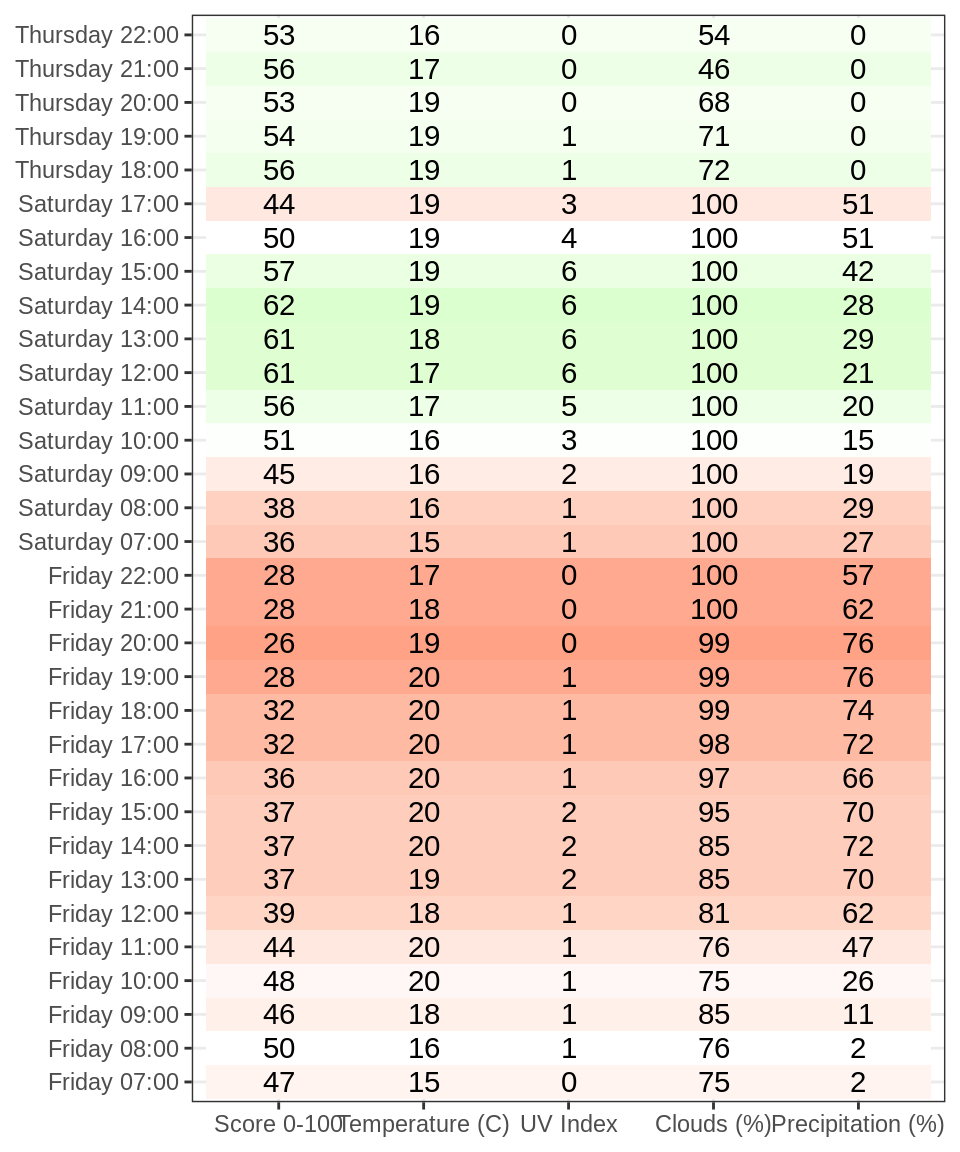 Thursday 22:00 53 16 0 54 0
Thursday 21:00 56 17 0 46 0
Thursday 20:00 53 19 0 68 0
Thursday 19:00 54 19 1 71 0
Thursday 18:00 56 19 1 72 0
Saturday 17:00 44 19 3 100 51
Saturday 16:00 50 19 4 100 51
Saturday 15:00 57 19 6 100 42
Saturday 14:00 62 19 6 100 28
Saturday 13:00 61 18 6 100 29
Saturday 12:00 61 17 6 100 21
Saturday 11:00 56 17 5 100 20
Saturday 10:00 51 16 3 100 15
Saturday 09:00 45 16 2 100 19
Saturday 08:00 38 16 1 100 29
Saturday 07:00 36 15 1 100 27
Friday 22:00 28 17 0 100 57
Friday 21:00 28 18 0 100 62
Friday 20:00 26 19 0 99 76
Friday 19:00 28 20 1 99 76
Friday 18:00 32 20 1 99 74
Friday 17:00 32 20 1 98 72
Friday 16:00 36 20 1 97 66
Friday 15:00 37 20 2 95 70
Friday 14:00 37 20 2 85 72
Friday 13:00 37 19 2 85 70
Friday 12:00 39 18 1 81 62
Friday 11:00 44 20 1 76 47
Friday 10:00 48 20 1 75 26
Friday 09:00 46 18 1 85 11
Friday 08:00 50 16 1 76 2
Friday 07:00 47 15 0 75 2
Score 0-100 Temperature (C) UV Index Clouds (%) Precipitation (%)